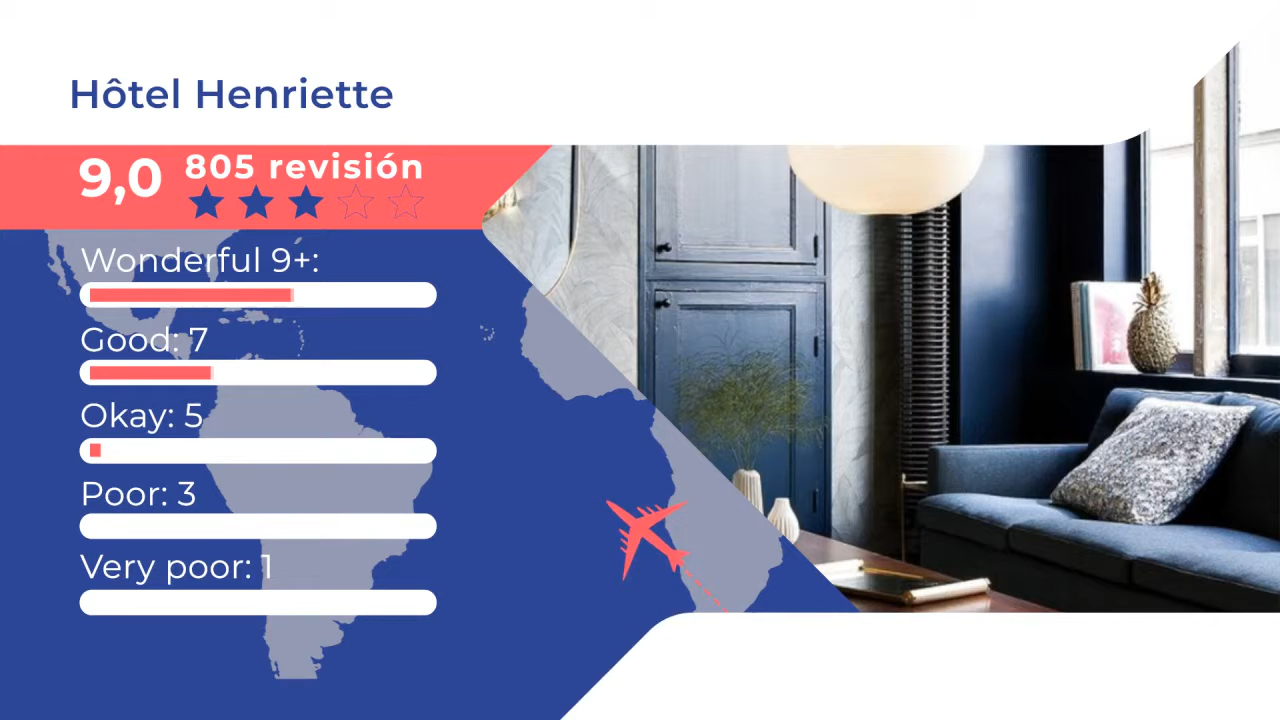 Hôtel Henriette
9,0
805 revisión
Wonderful 9+:
Good: 7
Okay: 5
Poor: 3
Very poor: 1